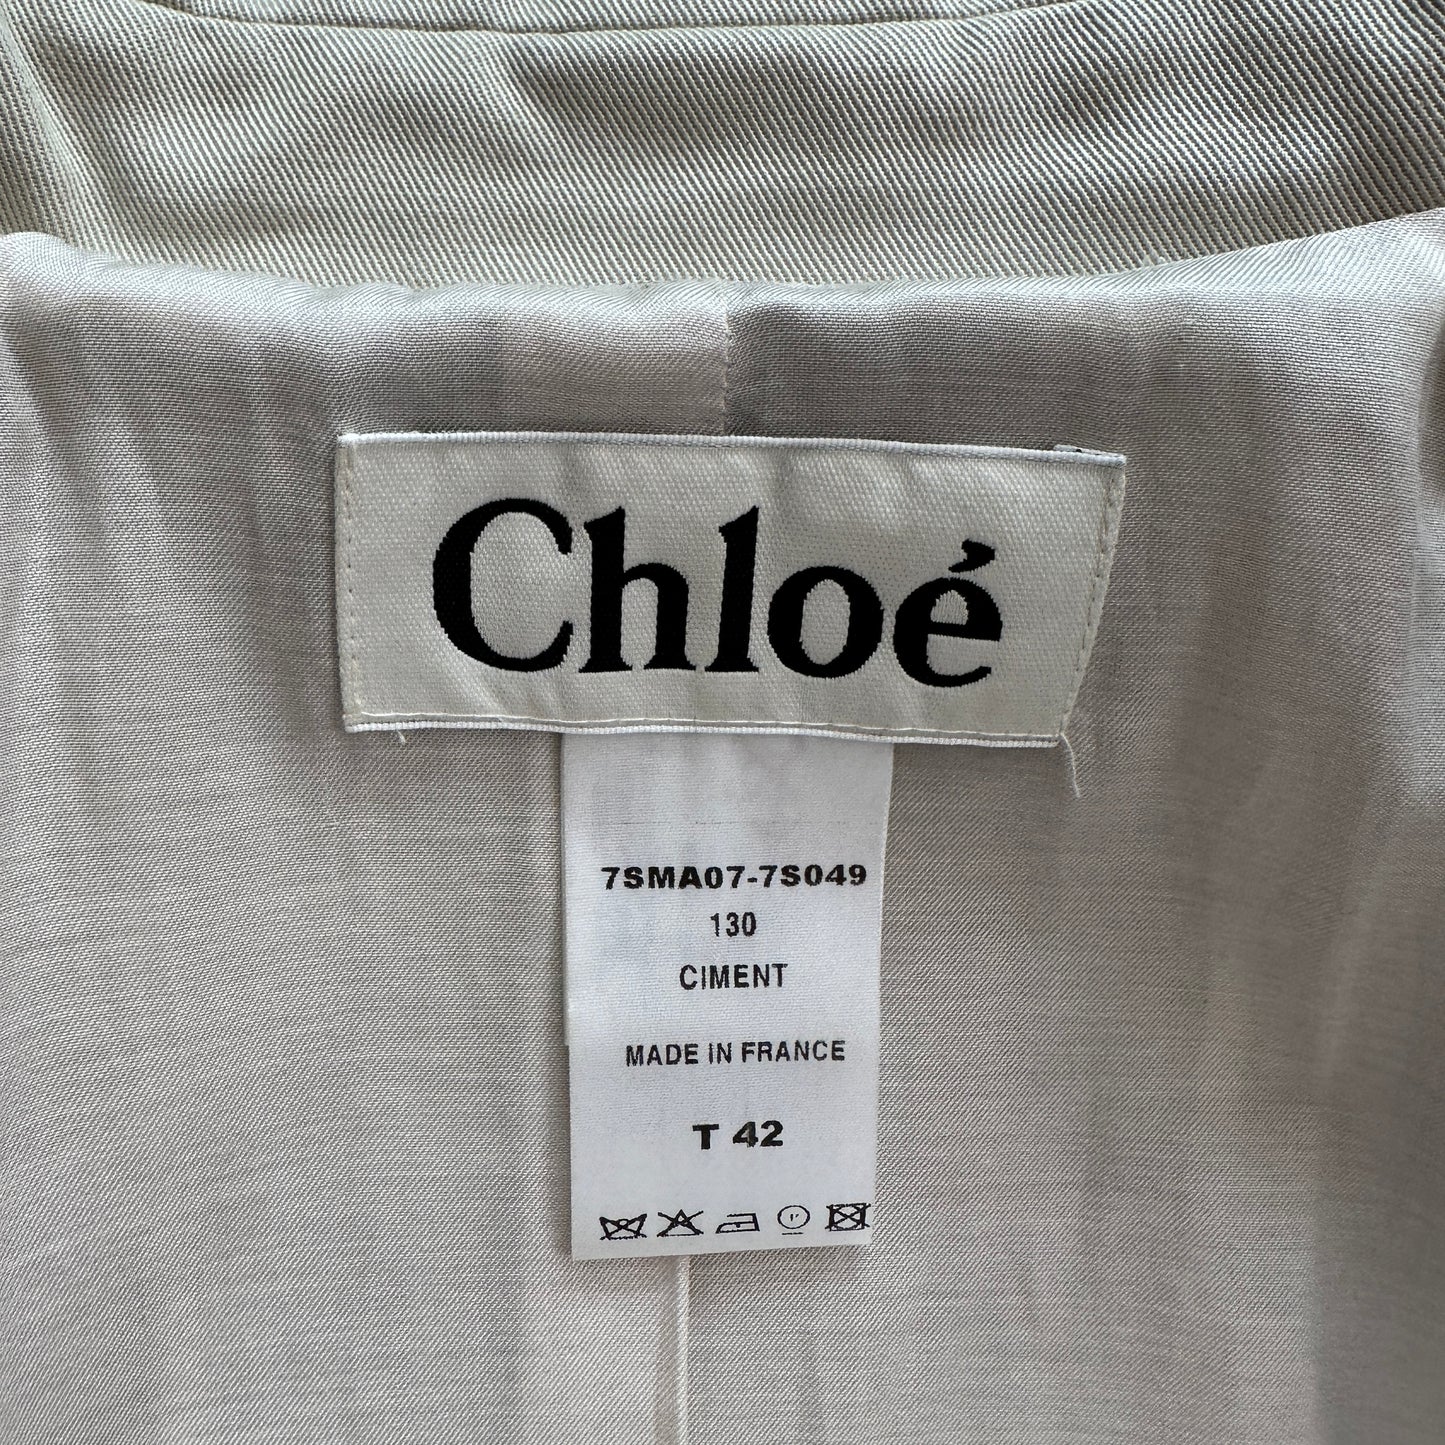 Chloé
7SMA07-7S049
130
CIMENT
MADE IN FRANCE
T 42